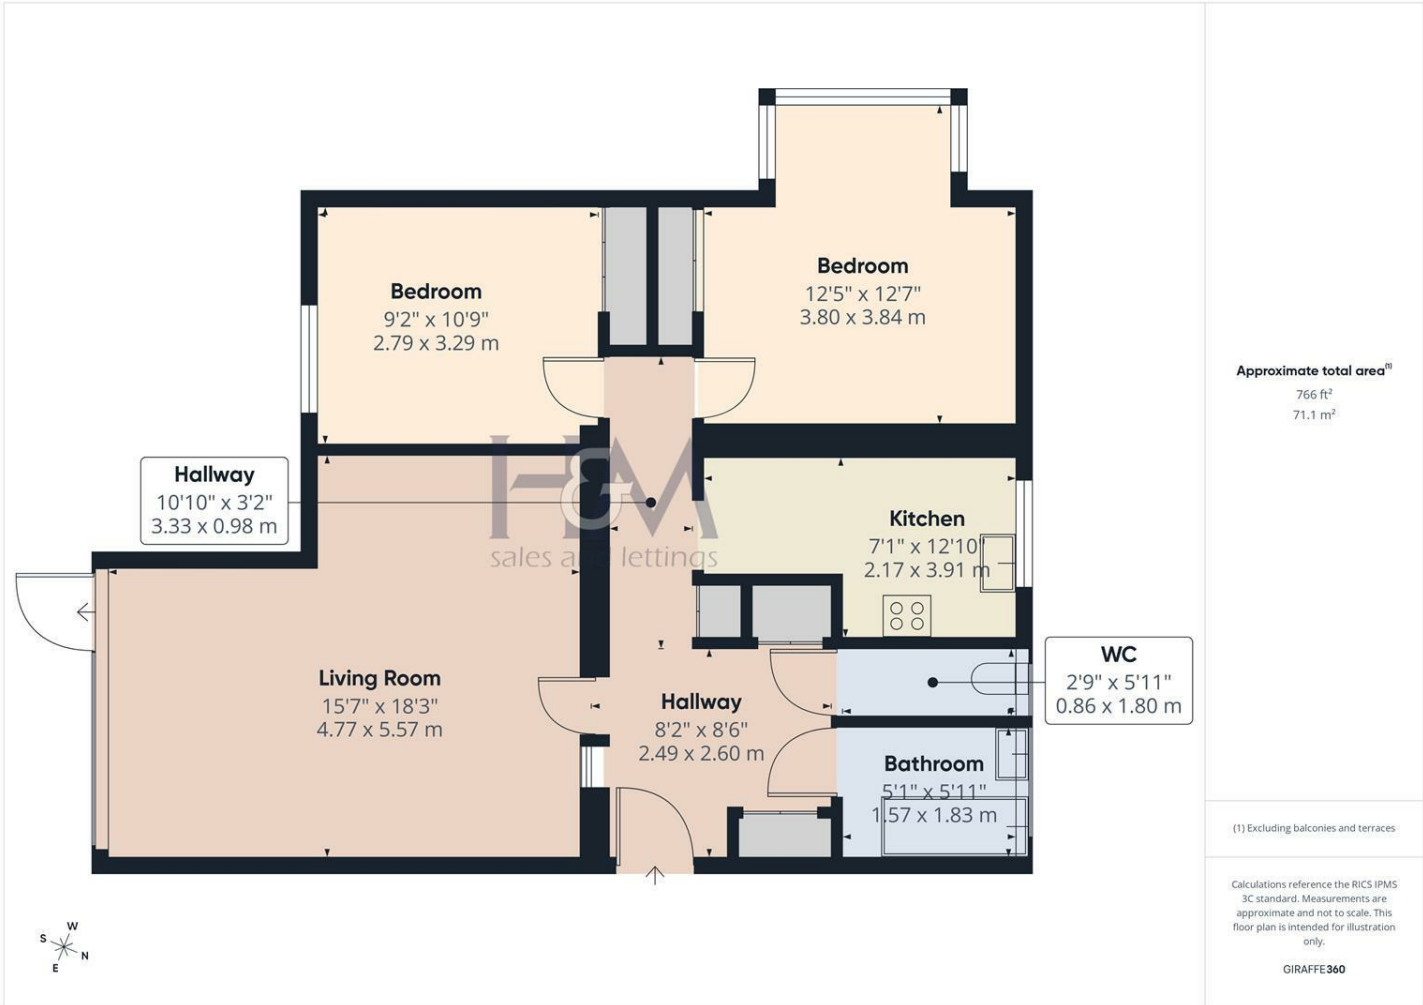 Bedroom
9'2" x 10'9"
2.79 x 3.29 m
Bedroom
12'5" x 12'7"
3.80 x 3.84 m
Hallway
10'10" x 3'2"
3.33 x 0.98 m
H&M
sales and lettings
Kitchen
7'1" x 12'10"
2.17 x 3.91 m
Living Room
15'7" x 18'3"
4.77 x 5.57 m
Hallway
8'2" x 8'6"
2.49 x 2.60 m
WC
2'9" x 5'11"
0.86 x 1.80 m
Bathroom
5'1" x 5'11"
1.57 x 1.83 m
W
S
N
E
Approximate total area(1)
766 ft²
71.1 m²
(1) Excluding balconies and terraces
Calculations reference the RICS IPMS
3C standard. Measurements are
approximate and not to scale. This
floor plan is intended for illustration
only.
GIRAFFE360